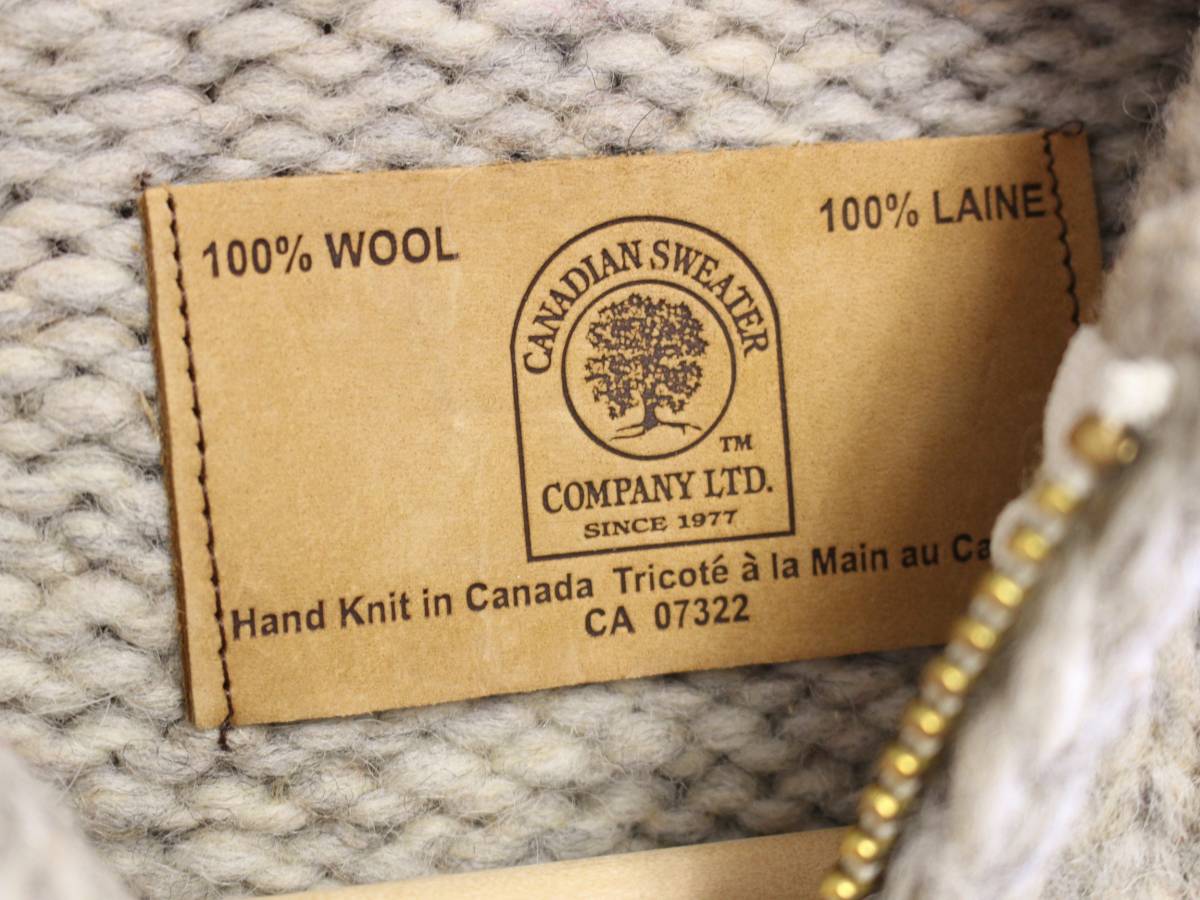 100% WOOL
100% LAINE
CANADIAN SWEATER
TM
COMPANY LTD.
SINCE 1977
Hand Knit in Canada Tricoté à la Main au Ca
CA 07322